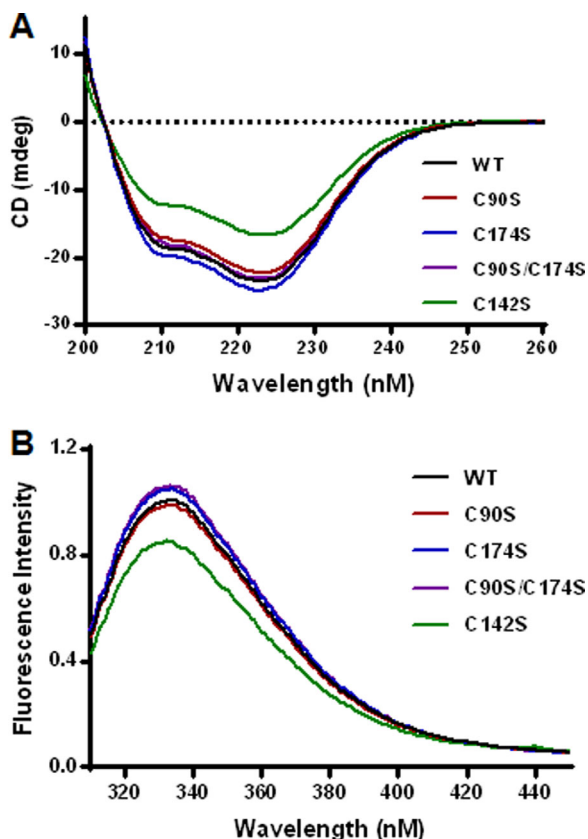 A
10
0
-10
-20
-30
CD (mdeg)
WT
C90S
C174S
C90S/C174S
C142S
200 210 220 230 240 250 260
Wavelength (nM)
B
1.2
0.8
0.4
0.0
Fluorescence Intensity
WT
C90S
C174S
C90S/C174S
C142S
320 340 360 380 400 420 440
Wavelength (nM)